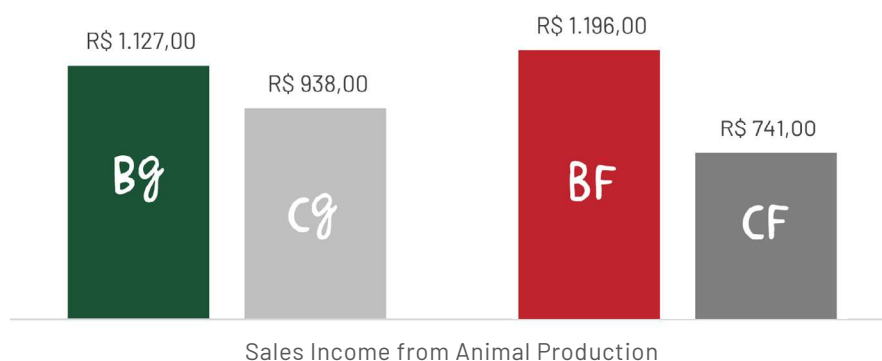 R$ 1.127,00
R$ 938,00
R$ 1.196,00
R$ 741,00
Bg
Cg
BF
CF
Sales Income from Animal Production